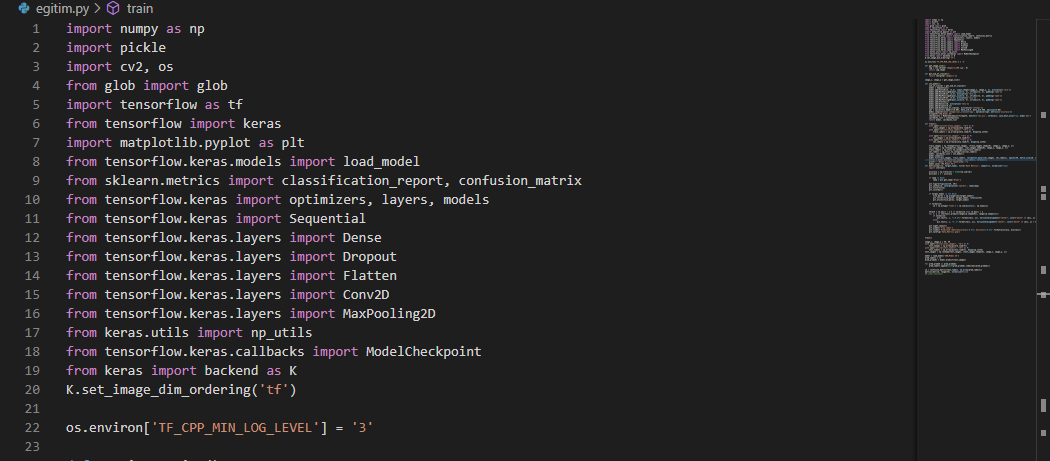 egitim.py > train
1 import numpy as np
2 import pickle
3 import cv2, os
4 from glob import glob
5 import tensorflow as tf
6 from tensorflow import keras
7 import matplotlib.pyplot as plt
8 from tensorflow.keras.models import load_model
9 from sklearn.metrics import classification_report, confusion_matrix
10 from tensorflow.keras import optimizers, layers, models
11 from tensorflow.keras import Sequential
12 from tensorflow.keras.layers import Dense
13 from tensorflow.keras.layers import Dropout
14 from tensorflow.keras.layers import Flatten
15 from tensorflow.keras.layers import Conv2D
16 from tensorflow.keras.layers import MaxPooling2D
17 from keras.utils import np_utils
18 from tensorflow.keras.callbacks import ModelCheckpoint
19 from keras import backend as K
20 K.set_image_dim_ordering('tf')
21
22 os.environ['TF_CPP_MIN_LOG_LEVEL'] = '3'
23